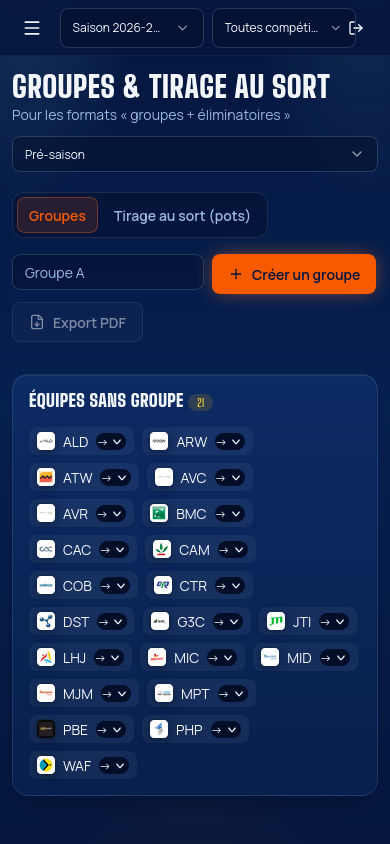 Saison 2026-2... Toutes compéti...
GROUPES & TIRAGE AU SORT
Pour les formats « groupes + éliminatoires »
Pré-saison
Groupes Tirage au sort (pots)
Groupe A + Créer un groupe
Export PDF
ÉQUIPES SANS GROUPE 21
ALD → ARW →
ATW → AVC →
AVR → BMC →
CAC → CAM →
COB → CTR →
DST → G3C → JTI →
LHJ → MIC → MID →
MJM → MPT →
PBE → PHP →
WAF →